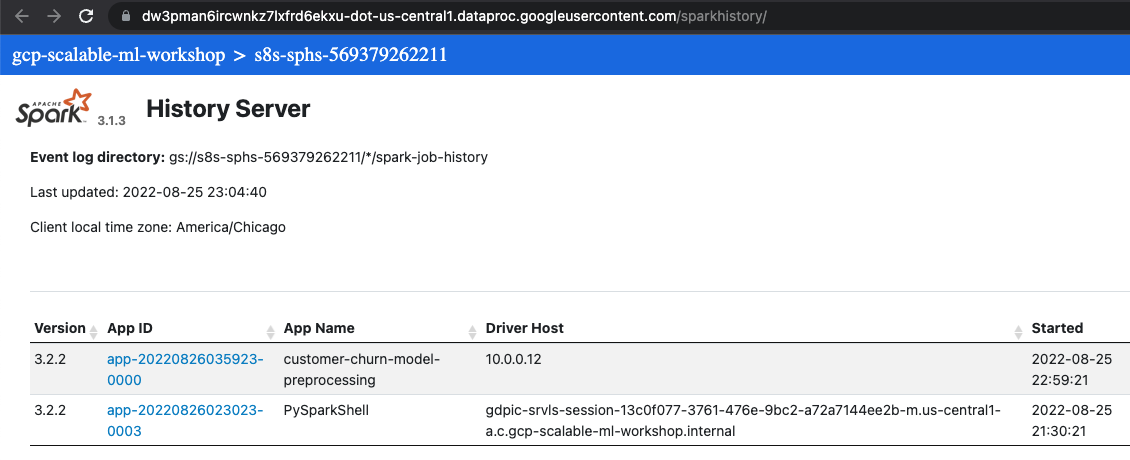 dw3pman6ircwnkz7lxfrd6ekxu-dot-us-central1.dataproc.googleusercontent.com/sparkhistory/
gcp-scalable-ml-workshop > s8s-sphs-569379262211
APACHE
Spark 3.1.3 History Server
Event log directory: gs://s8s-sphs-569379262211/*/spark-job-history
Last updated: 2022-08-25 23:04:40
Client local time zone: America/Chicago
Version App ID App Name Driver Host Started
3.2.2 app-20220826035923- customer-churn-model- 10.0.0.12 2022-08-25
0000 preprocessing 22:59:21
3.2.2 app-20220826023023- PySparkShell gdpic-srvls-session-13c0f077-3761-476e-9bc2-a72a7144ee2b-m.us-central1- 2022-08-25
0003 a.c.gcp-scalable-ml-workshop.internal 21:30:21